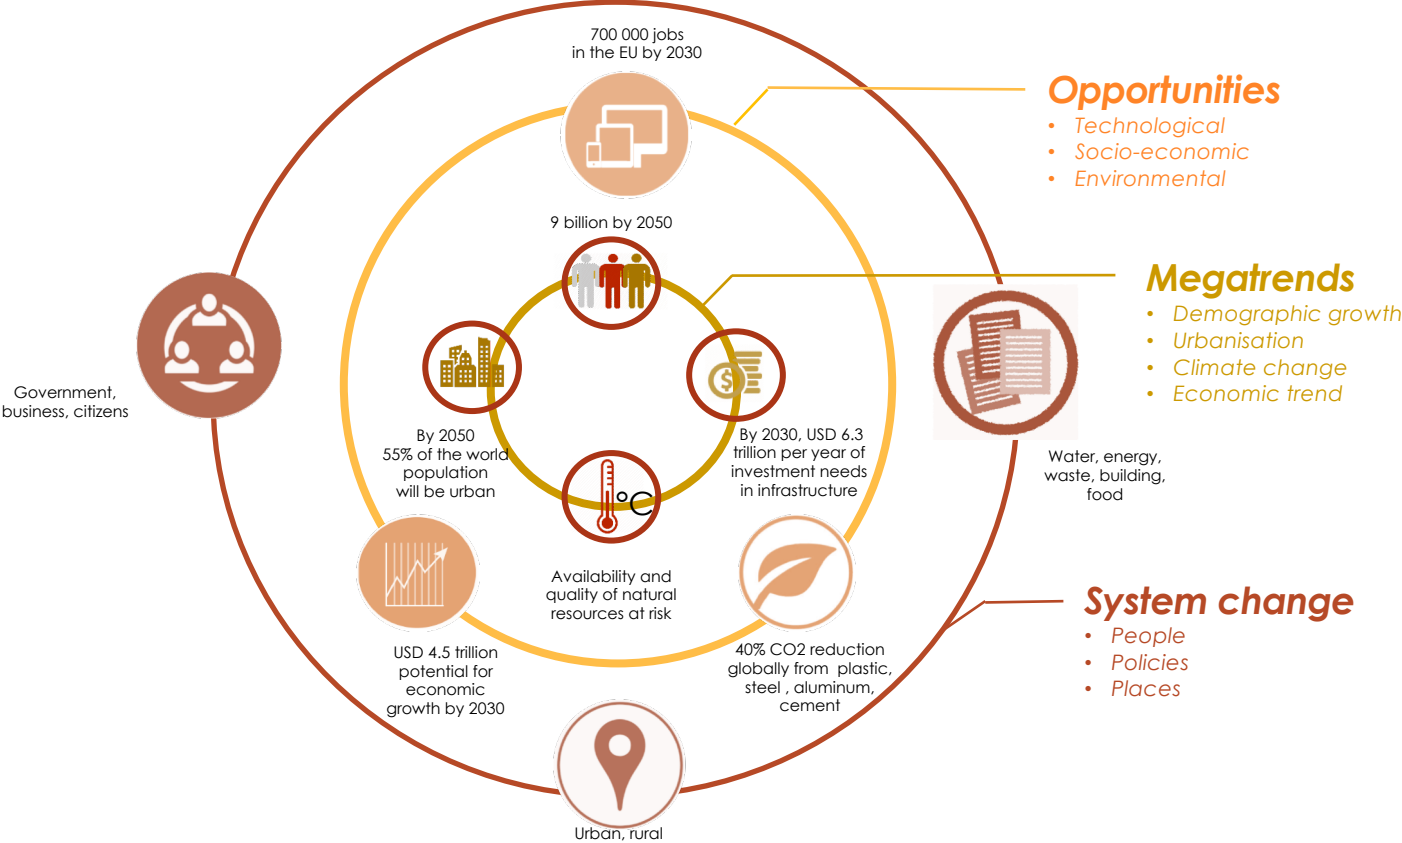 700 000 jobs
in the EU by 2030
Opportunities
• Technological
• Socio-economic
• Environmental
9 billion by 2050
Megatrends
• Demographic growth
• Urbanisation
• Climate change
• Economic trend
$
Government,
business, citizens
By 2050
55% of the world
population
will be urban
By 2030, USD 6.3
trillion per year of
investment needs
in infrastructure
°C
Water, energy,
waste, building,
food
Availability and
quality of natural
resources at risk
System change
• People
• Policies
• Places
USD 4.5 trillion
potential for
economic
growth by 2030
40% CO2 reduction
globally from  plastic,
steel , aluminum,
cement
Urban, rural